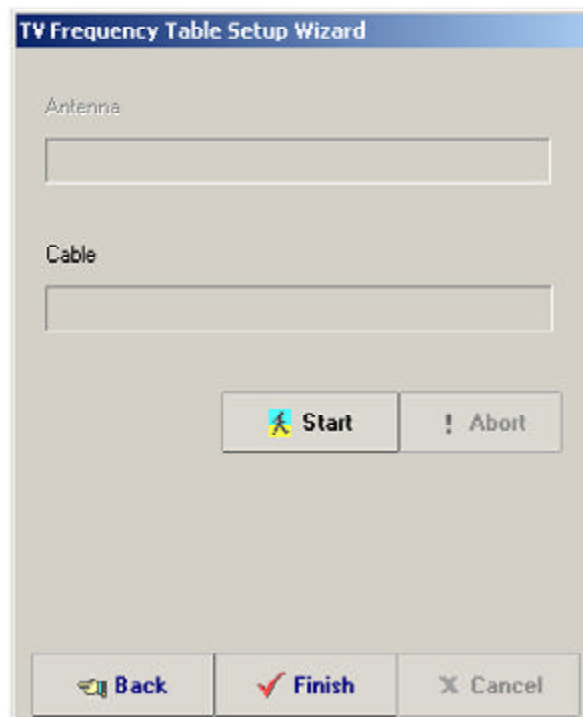 TV Frequency Table Setup Wizard
Antenna
Cable
Start ! Abort
Back Finish X Cancel